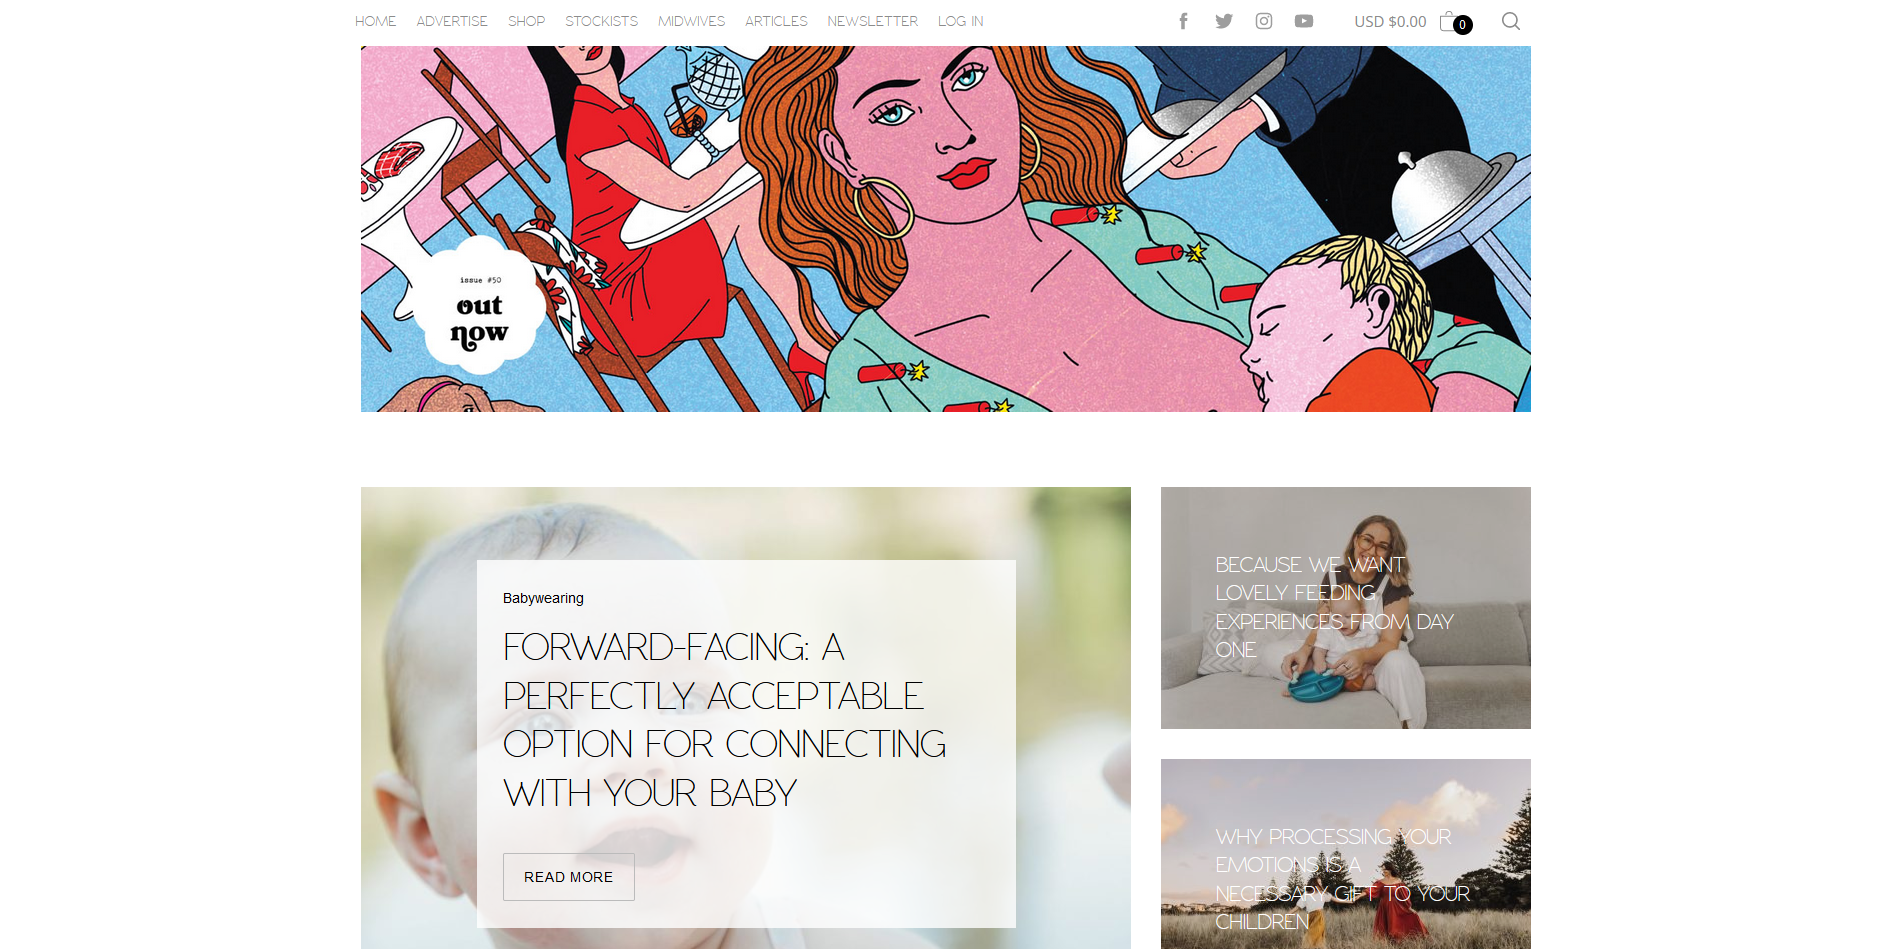 HOME ADVERTISE SHOP STOCKISTS MIDWIVES ARTICLES NEWSLETTER LOG IN USD $0.00 0
issue #50
out
now
Babywearing
FORWARD-FACING: A
PERFECTLY ACCEPTABLE
OPTION FOR CONNECTING
WITH YOUR BABY
READ MORE
BECAUSE WE WANT
LOVELY FEEDING
EXPERIENCES FROM DAY
ONE
WHY PROCESSING YOUR
EMOTIONS IS A
NECESSARY GIFT TO YOUR
CHILDREN